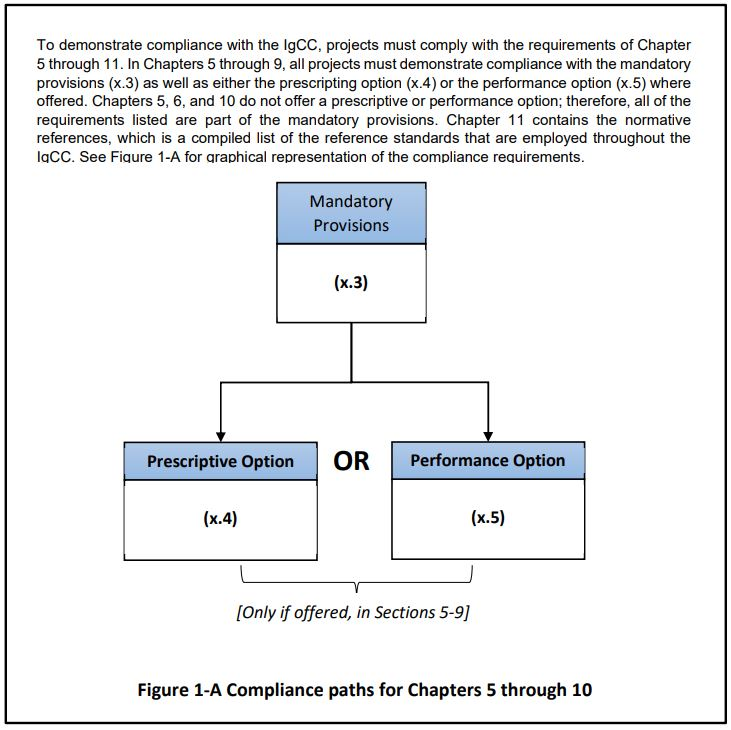 To demonstrate compliance with the IgCC, projects must comply with the requirements of Chapter
5 through 11. In Chapters 5 through 9, all projects must demonstrate compliance with the mandatory
provisions (x.3) as well as either the prescripting option (x.4) or the performance option (x.5) where
offered. Chapters 5, 6, and 10 do not offer a prescriptive or performance option; therefore, all of the
requirements listed are part of the mandatory provisions. Chapter 11 contains the normative
references, which is a compiled list of the reference standards that are employed throughout the
IgCC. See Figure 1-A for graphical representation of the compliance requirements.
Mandatory
Provisions
(x.3)
Prescriptive Option
OR
Performance Option
(x.4)
(x.5)
[Only if offered, in Sections 5-9]
Figure 1-A Compliance paths for Chapters 5 through 10